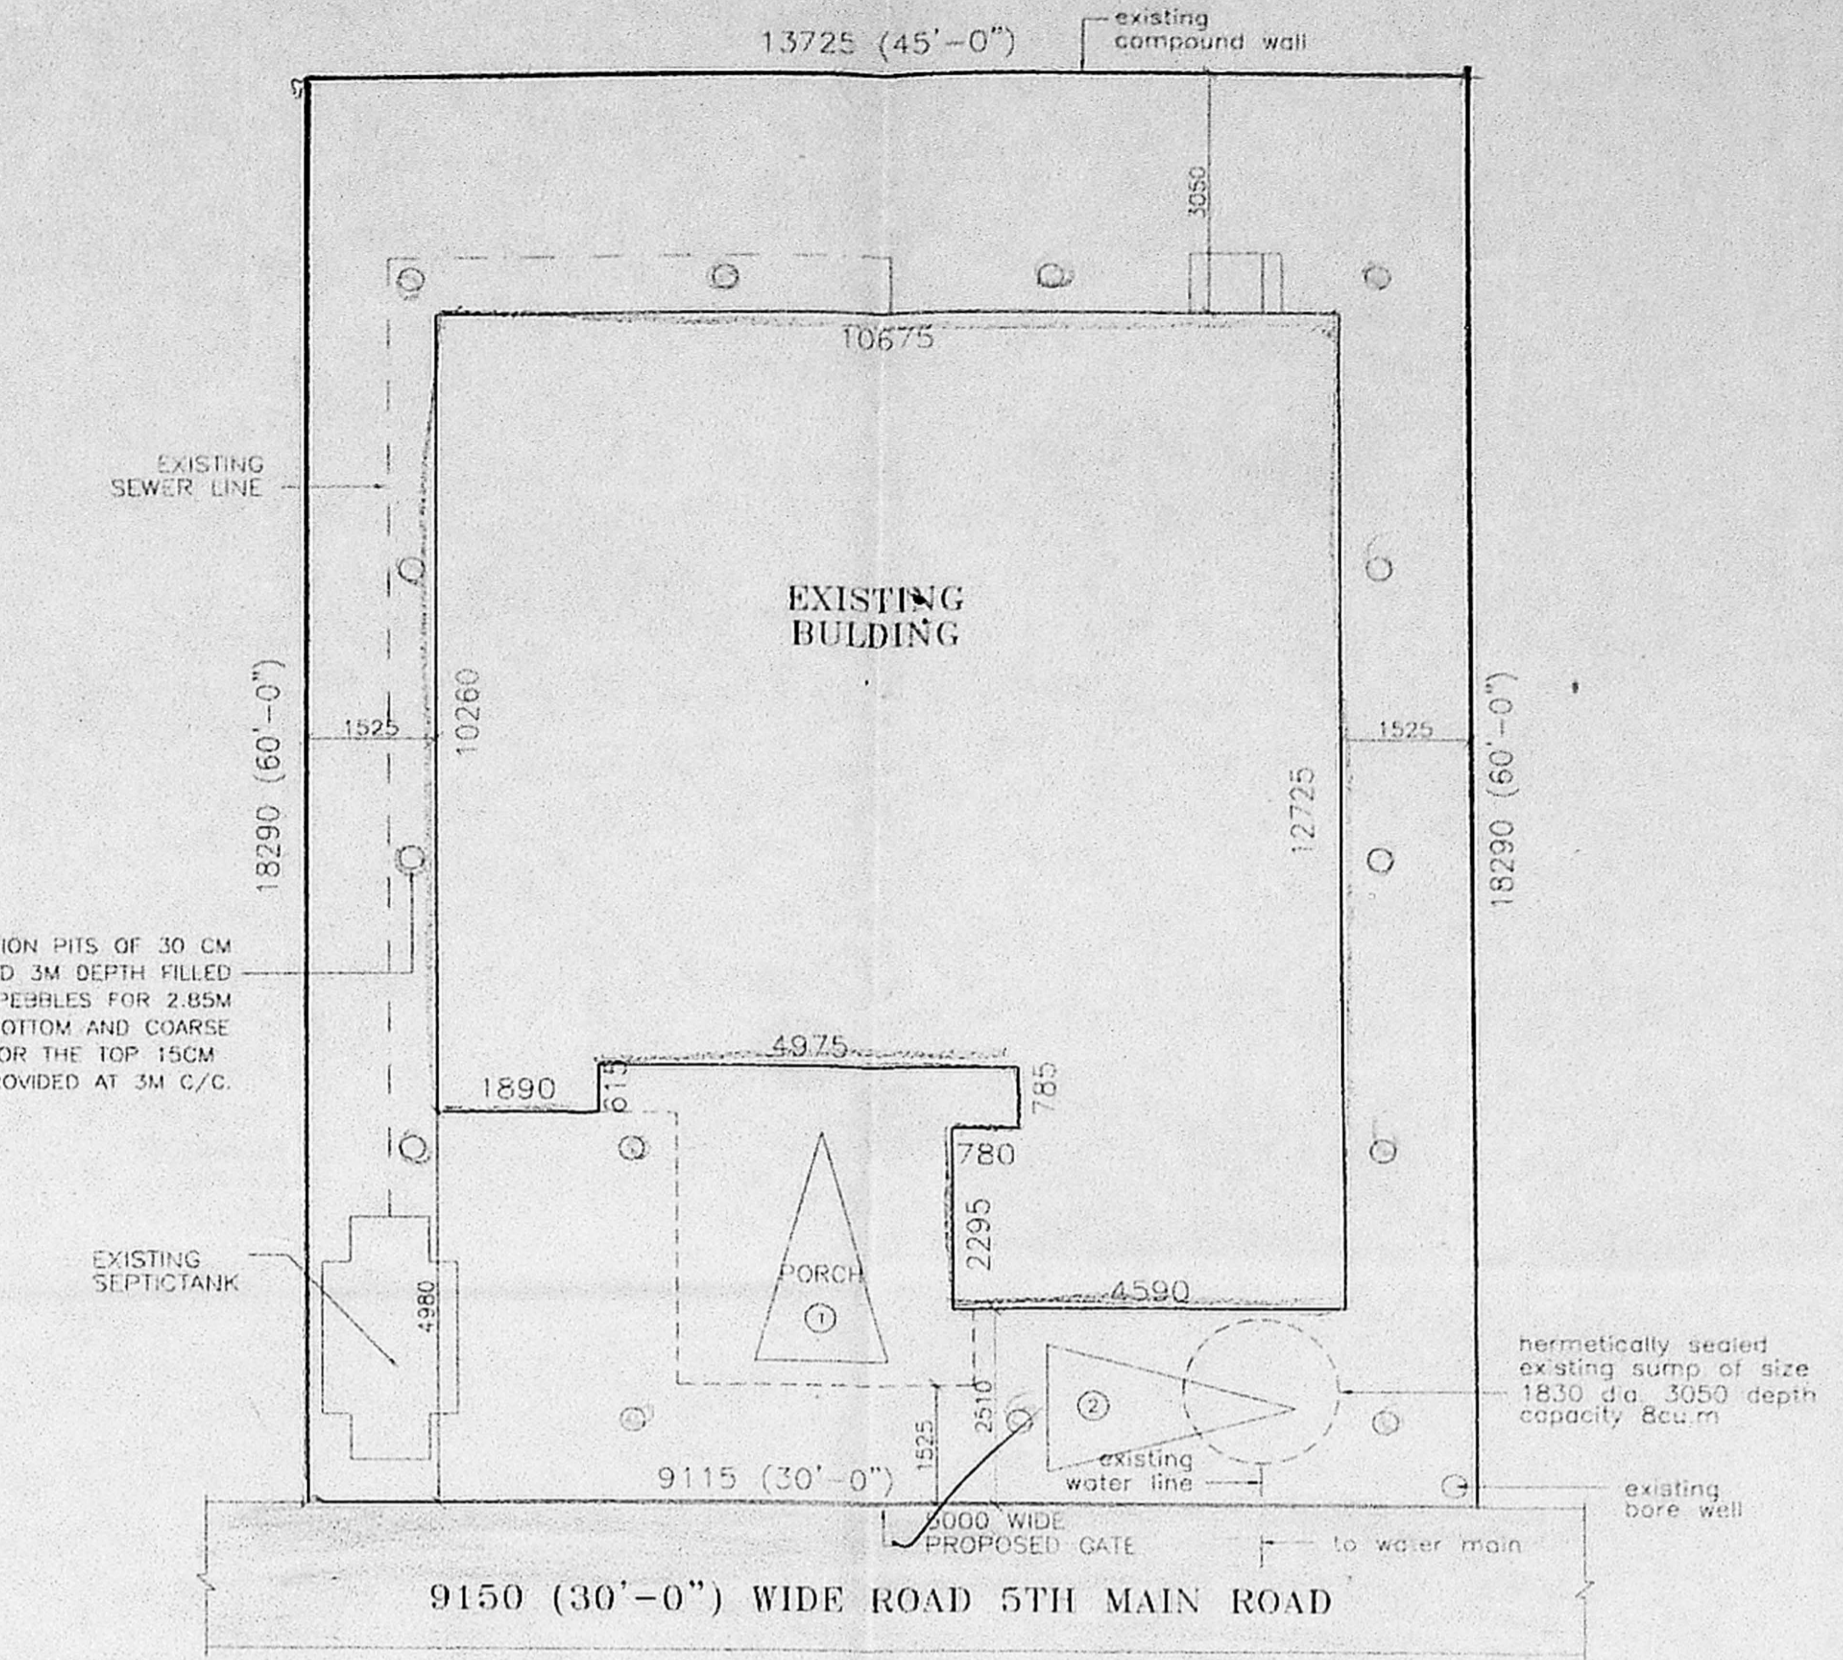 13725 (45'-0")
existing
compound wall
3050
10675
EXISTING
SEWER LINE
EXISTING
BULDING
18290 (60'-0")
1525
10260
1525
12725
18290 (60'-0")
ION PITS OF 30 CM
D 3M DEPTH FILLED
PEBBLES FOR 2.85M
OTTOM AND COARSE
OR THE TOP 15CM
OVIDED AT 3M C/C.
4975
1890
615
785
780
2295
EXISTING
SEPTICTANK
4980
PORCH
1
4590
2510
1525
2
hermetically sealed
existing sump of size
1830 dia. 3050 depth
capacity 8cu.m
9115 (30'-0")
existing
water line
existing
bore well
5000 WIDE
PROPOSED GATE
to water main
9150 (30'-0") WIDE ROAD 5TH MAIN ROAD